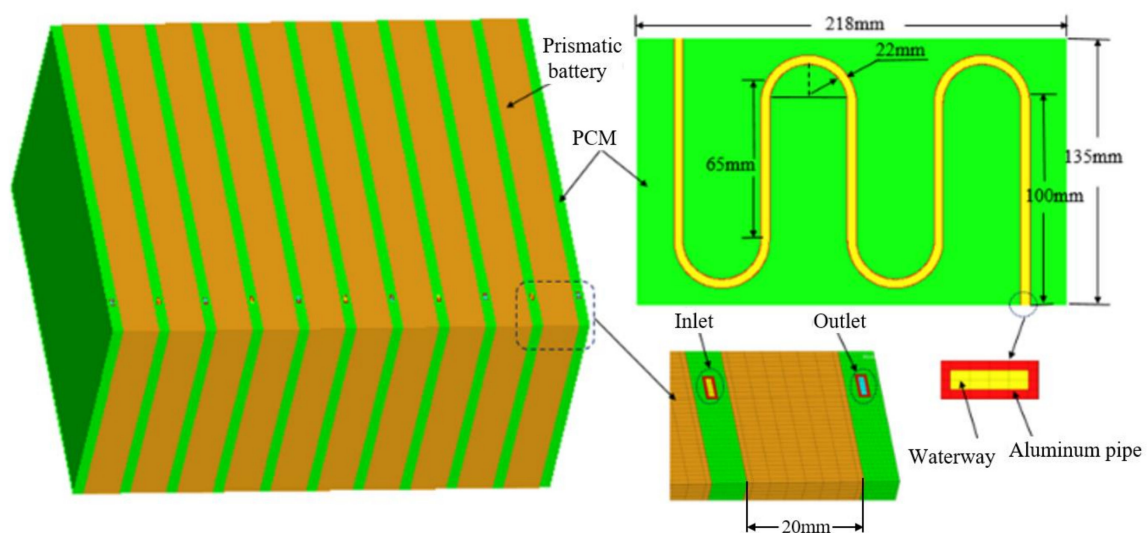 Prismatic
battery
PCM
218mm
22mm
65mm
135mm
100mm
Inlet
Outlet
Waterway
Aluminum pipe
20mm